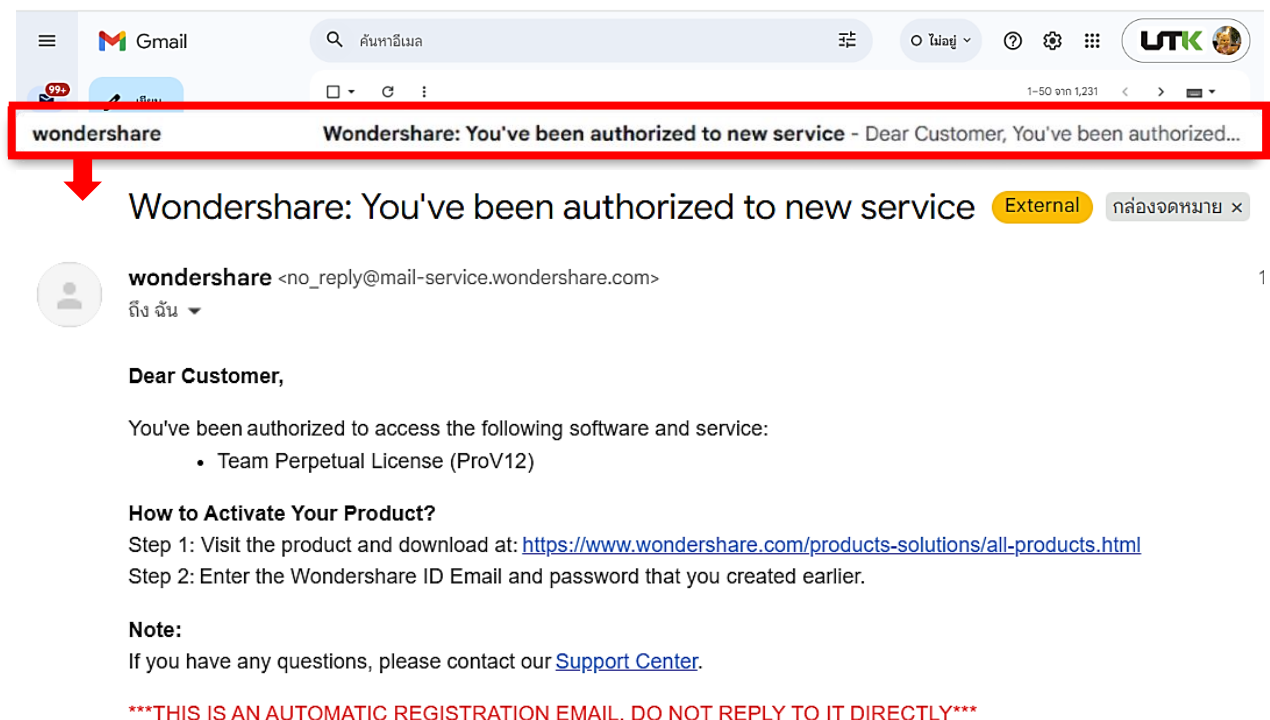 Gmail
ค้นหาอีเมล
ไม่อยู่
UTK
99+
เขียน
1–50 จาก 1,231
wondershare Wondershare: You've been authorized to new service - Dear Customer, You've been authorized...
Wondershare: You've been authorized to new service External กล่องจดหมาย ×
wondershare <no_reply@mail-service.wondershare.com>
1
ถึง ฉัน
Dear Customer,
You've been authorized to access the following software and service:
• Team Perpetual License (ProV12)
How to Activate Your Product?
Step 1: Visit the product and download at: https://www.wondershare.com/products-solutions/all-products.html
Step 2: Enter the Wondershare ID Email and password that you created earlier.
Note:
If you have any questions, please contact our Support Center.
***THIS IS AN AUTOMATIC REGISTRATION EMAIL. DO NOT REPLY TO IT DIRECTLY***